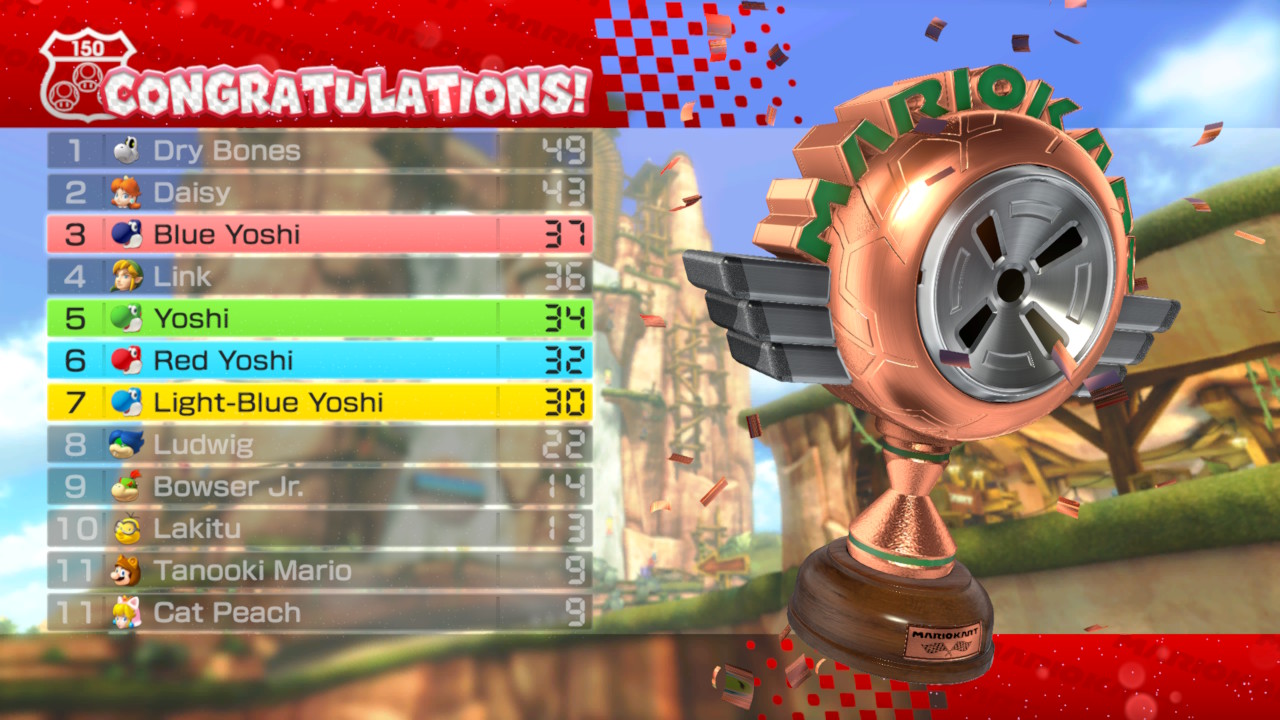 150
CONGRATULATIONS!
1 Dry Bones 49
2 Daisy 43
3 Blue Yoshi 37
4 Link 36
5 Yoshi 34
6 Red Yoshi 32
7 Light-Blue Yoshi 30
8 Ludwig 22
9 Bowser Jr. 14
10 Lakitu 13
11 Tanooki Mario 9
11 Cat Peach 9
MARIOKART
MARIOKART